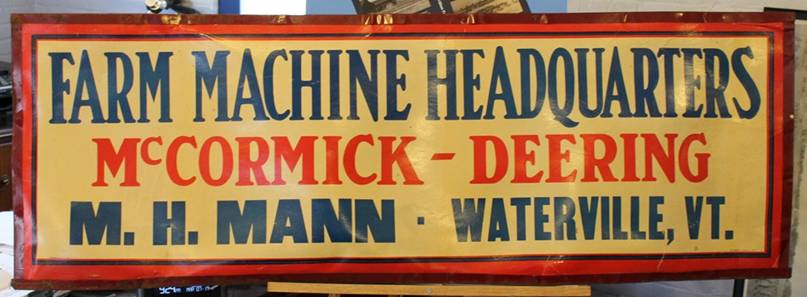 FARM MACHINE HEADQUARTERS
McCORMICK - DEERING
M. H. MANN · WATERVILLE, VT.